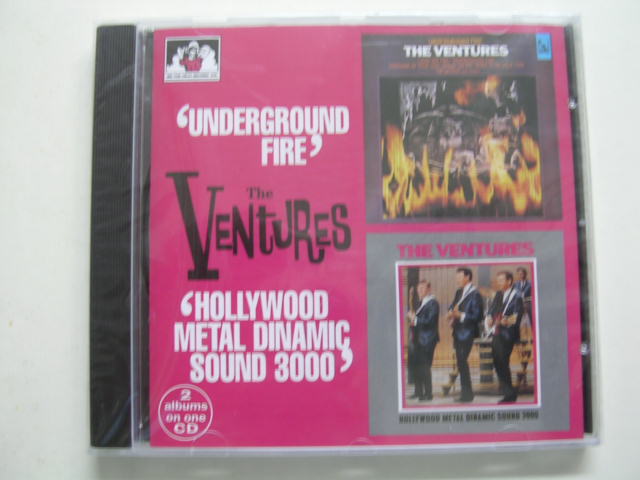 'UNDERGROUND
FIRE'
The
VENTURES
'HOLLYWOOD
METAL DINAMIC
SOUND 3000'
2
albums
on one
CD
THE VENTURES
THE VENTURES
HOLLYWOOD METAL DINAMIC SOUND 3000